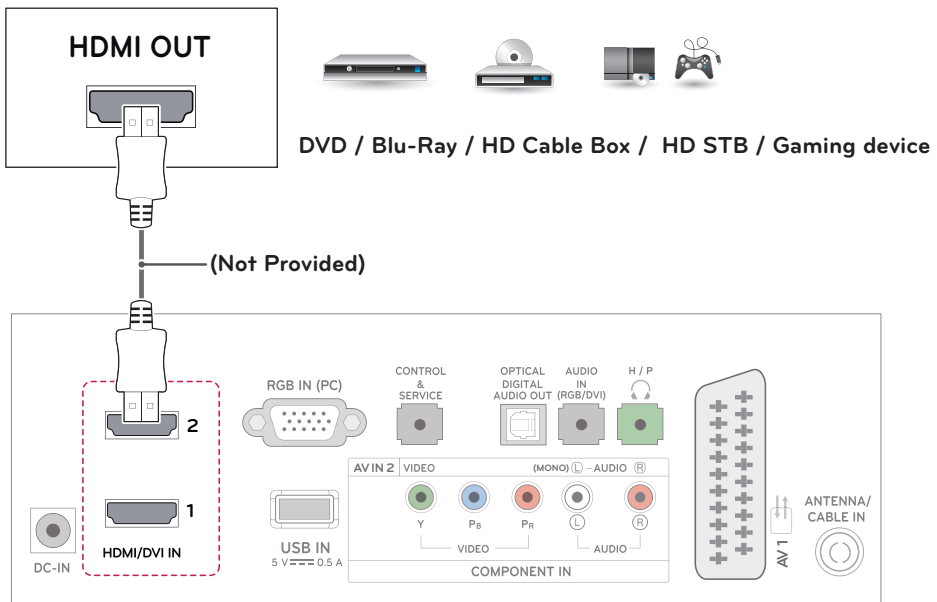 HDMI OUT
DVD / Blu-Ray / HD Cable Box / HD STB / Gaming device
(Not Provided)
RGB IN (PC)
CONTROL
&
SERVICE
OPTICAL
DIGITAL
AUDIO OUT
AUDIO
IN
(RGB/DVI)
H / P
2
1
HDMI/DVI IN
DC-IN
USB IN
5 V 0.5 A
AV IN 2
VIDEO
(MONO) L - AUDIO R
Y PB PR L R
VIDEO AUDIO
COMPONENT IN
AV 1
ANTENNA/
CABLE IN